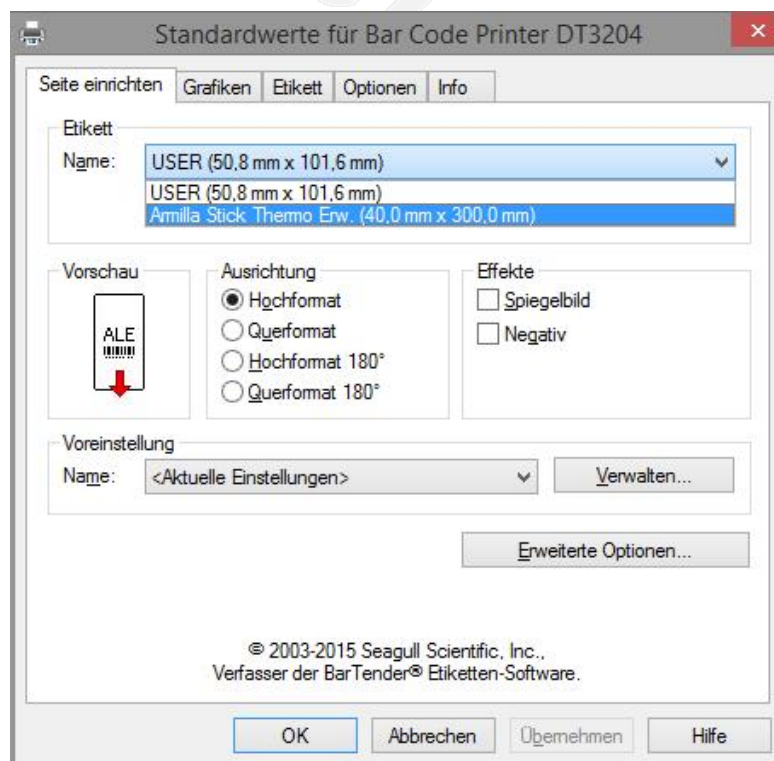 Standardwerte für Bar Code Printer DT3204
Seite einrichten Grafiken Etikett Optionen Info
Etikett
Name: USER (50,8 mm x 101,6 mm)
USER (50,8 mm x 101,6 mm)
Armilla Stick Thermo Erw. (40,0 mm x 300,0 mm)
Vorschau
ALE
Ausrichtung
Hochformat
Querformat
Hochformat 180°
Querformat 180°
Effekte
Spiegelbild
Negativ
Voreinstellung
Name: <Aktuelle Einstellungen> Verwalten...
Erweiterte Optionen...
© 2003-2015 Seagull Scientific, Inc.,
Verfasser der BarTender® Etiketten-Software.
OK Abbrechen Übernehmen Hilfe